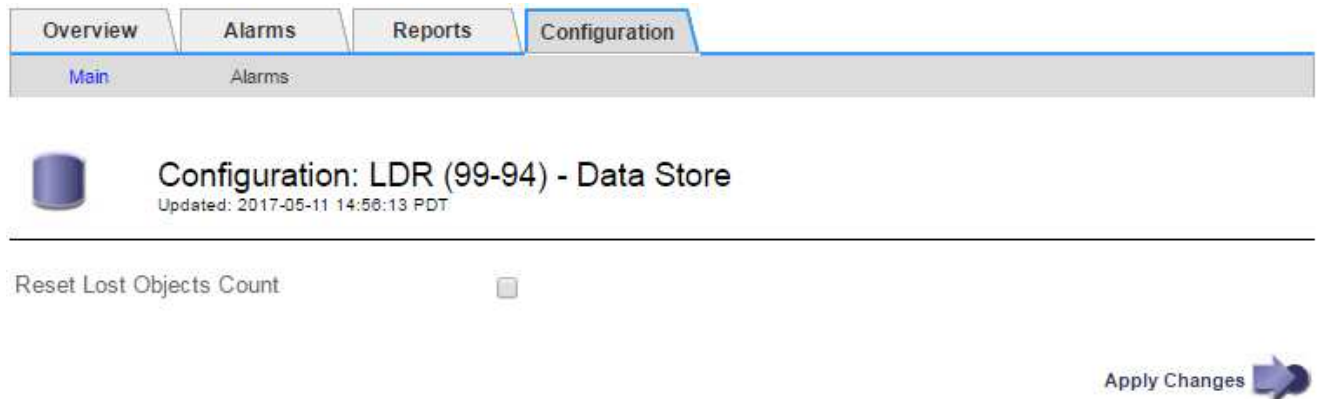 Overview Alarms Reports Configuration
Main Alarms
Configuration: LDR (99-94) - Data Store
Updated: 2017-05-11 14:56:13 PDT
Reset Lost Objects Count
Apply Changes